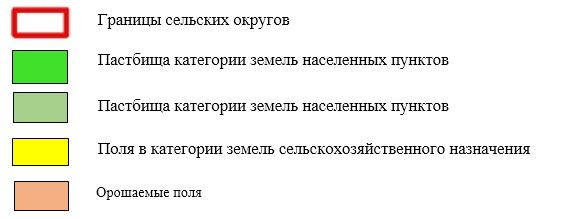 Границы сельских округов
Пастбища категории земель населенных пунктов
Пастбища категории земель населенных пунктов
Поля в категории земель сельскохозяйственного назначения
Орошаемые поля